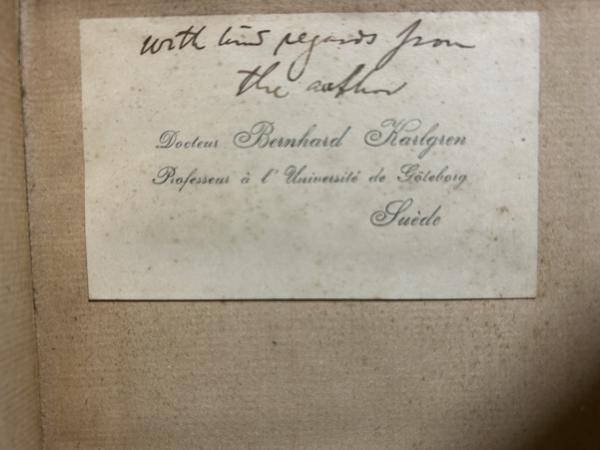 with kind regards from
the author
Docteur Bernhard Karlgren
Professeur à l' Université de Göteborg
Suède